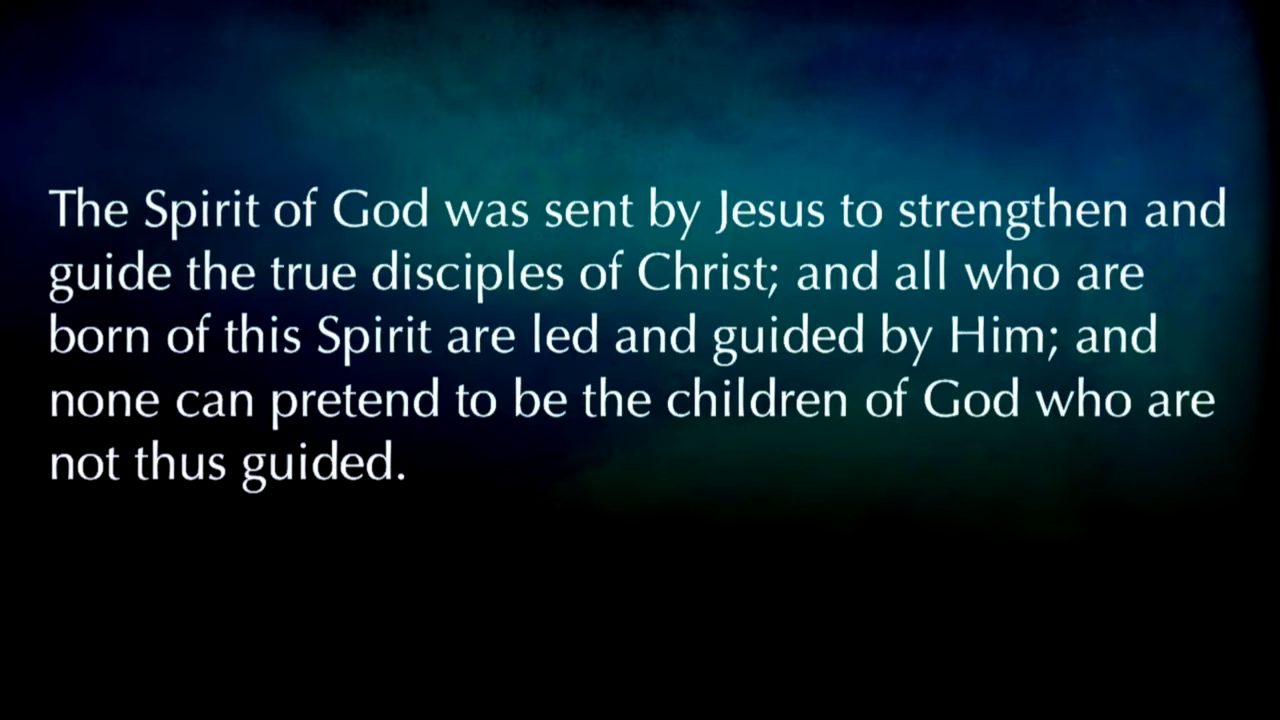 The Spirit of God was sent by Jesus to strengthen and
guide the true disciples of Christ; and all who are
born of this Spirit are led and guided by Him; and
none can pretend to be the children of God who are
not thus guided.